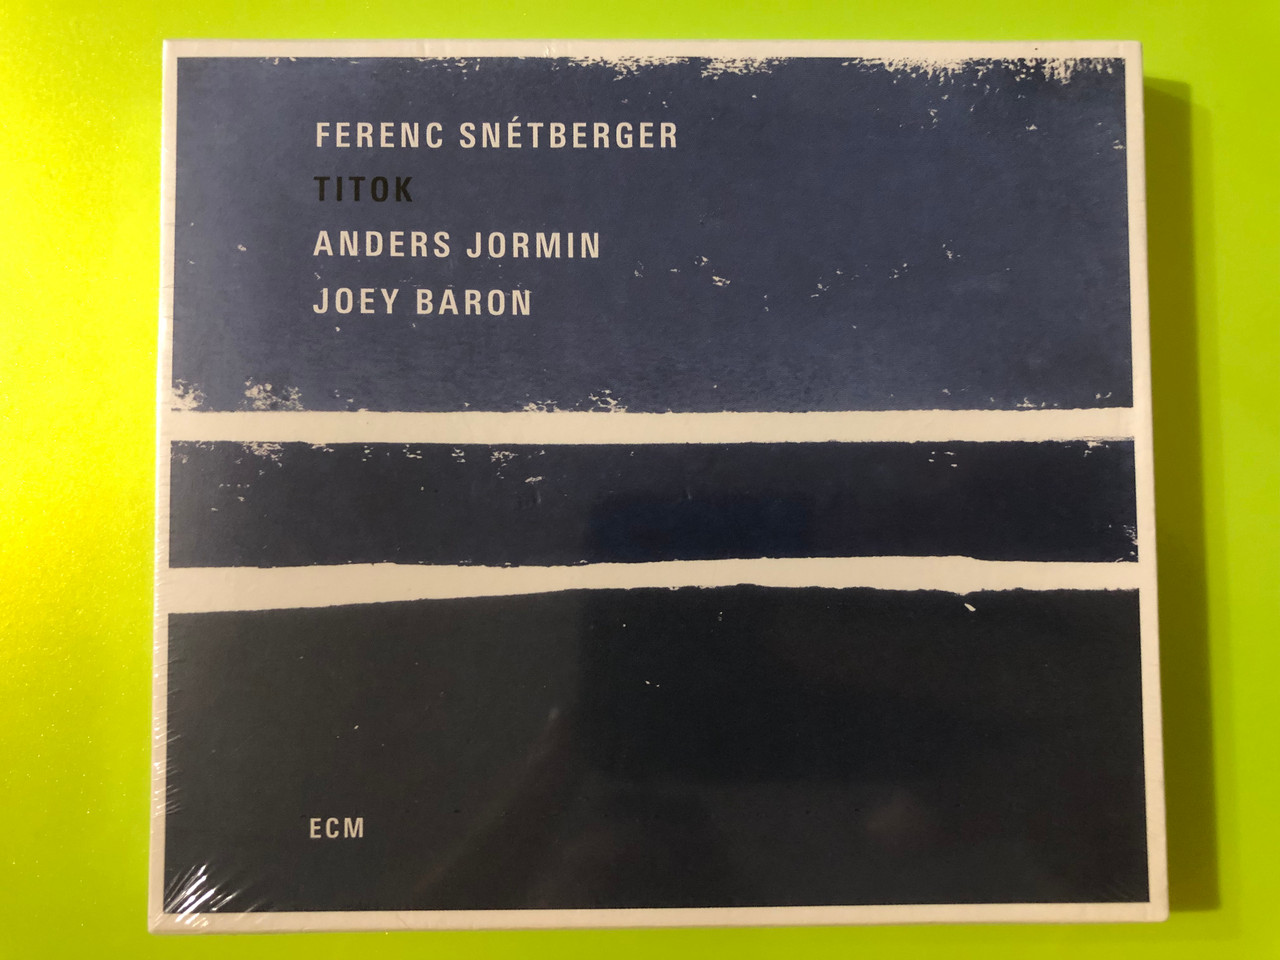 FERENC SNÉTBERGER
TITOK
ANDERS JORMIN
JOEY BARON
ECM